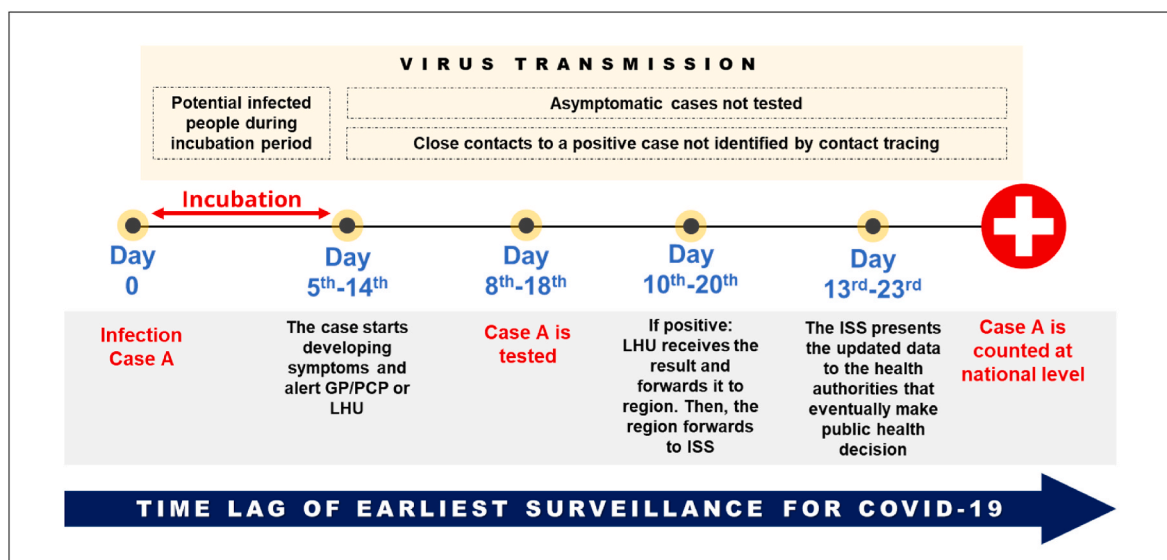 VIRUS TRANSMISSION
Potential infected
people during
incubation period
Asymptomatic cases not tested
Close contacts to a positive case not identified by contact tracing
Incubation
Day
0
Day
5th-14th
Day
8th-18th
Day
10th-20th
Day
13rd-23rd
Infection
Case A
The case starts
developing
symptoms and
alert GP/PCP or
LHU
Case A is
tested
If positive:
LHU receives the
result and
forwards it to
region. Then, the
region forwards
to ISS
The ISS presents
the updated data
to the health
authorities that
eventually make
public health
decision
Case A is
counted at
national level
TIME LAG OF EARLIEST SURVEILLANCE FOR COVID-19